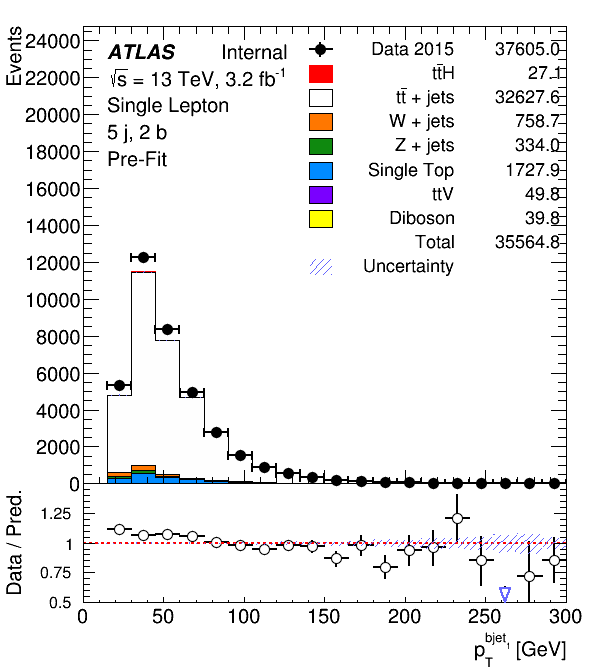 Events
24000
22000
20000
18000
16000
14000
12000
10000
8000
6000
4000
2000
0
ATLAS Internal
√s = 13 TeV, 3.2 fb⁻¹
Single Lepton
5 j, 2 b
Pre-Fit
Data 2015 37605.0
tt̄H 27.1
tt̄ + jets 32627.6
W + jets 758.7
Z + jets 334.0
Single Top 1727.9
ttV 49.8
Diboson 39.8
Total 35564.8
Uncertainty
Data / Pred.
1.25
1
0.75
0.5
0 50 100 150 200 250 300
p_T^bjet, [GeV]